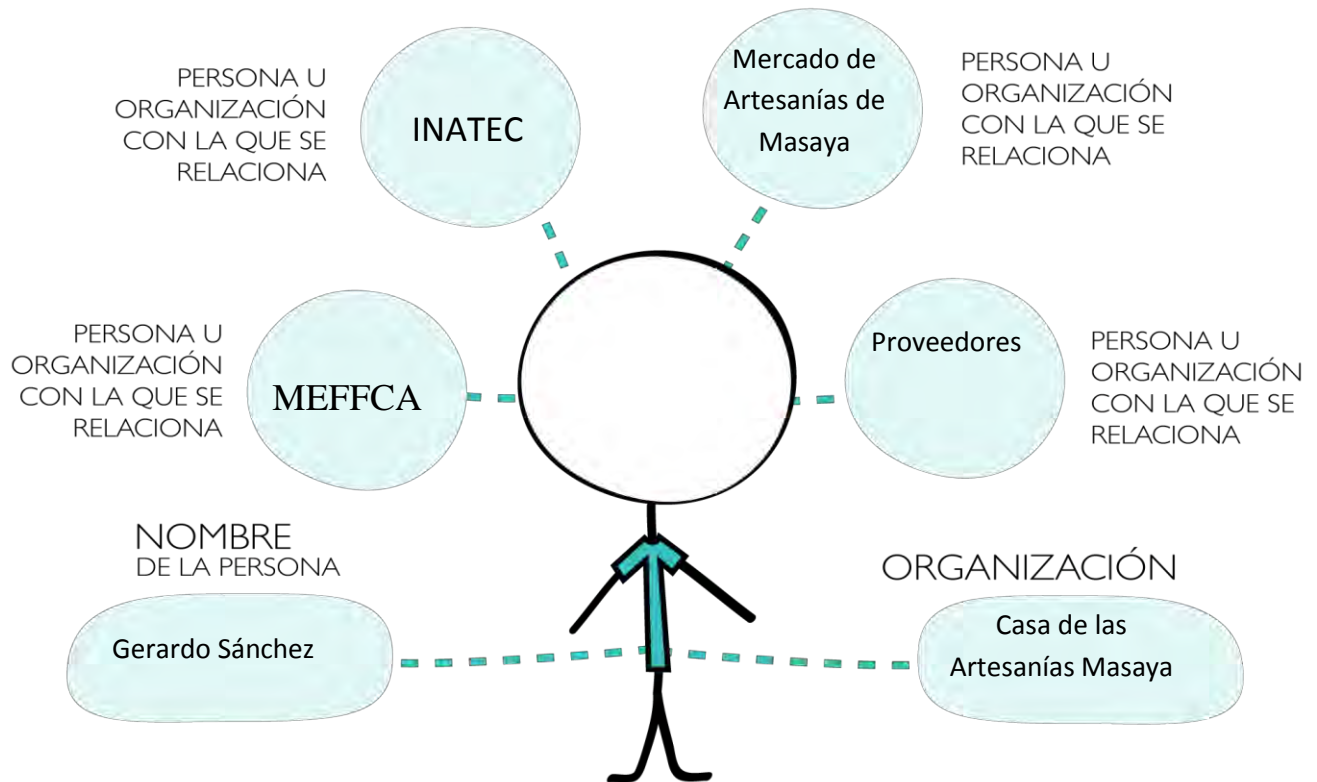 PERSONA U
ORGANIZACIÓN
CON LA QUE SE
RELACIONA
INATEC
Mercado de
Artesanías de
Masaya
PERSONA U
ORGANIZACIÓN
CON LA QUE SE
RELACIONA
PERSONA U
ORGANIZACIÓN
CON LA QUE SE
RELACIONA
MEFFCA
Proveedores
PERSONA U
ORGANIZACIÓN
CON LA QUE SE
RELACIONA
NOMBRE
DE LA PERSONA
Gerardo Sánchez
ORGANIZACIÓN
Casa de las
Artesanías Masaya